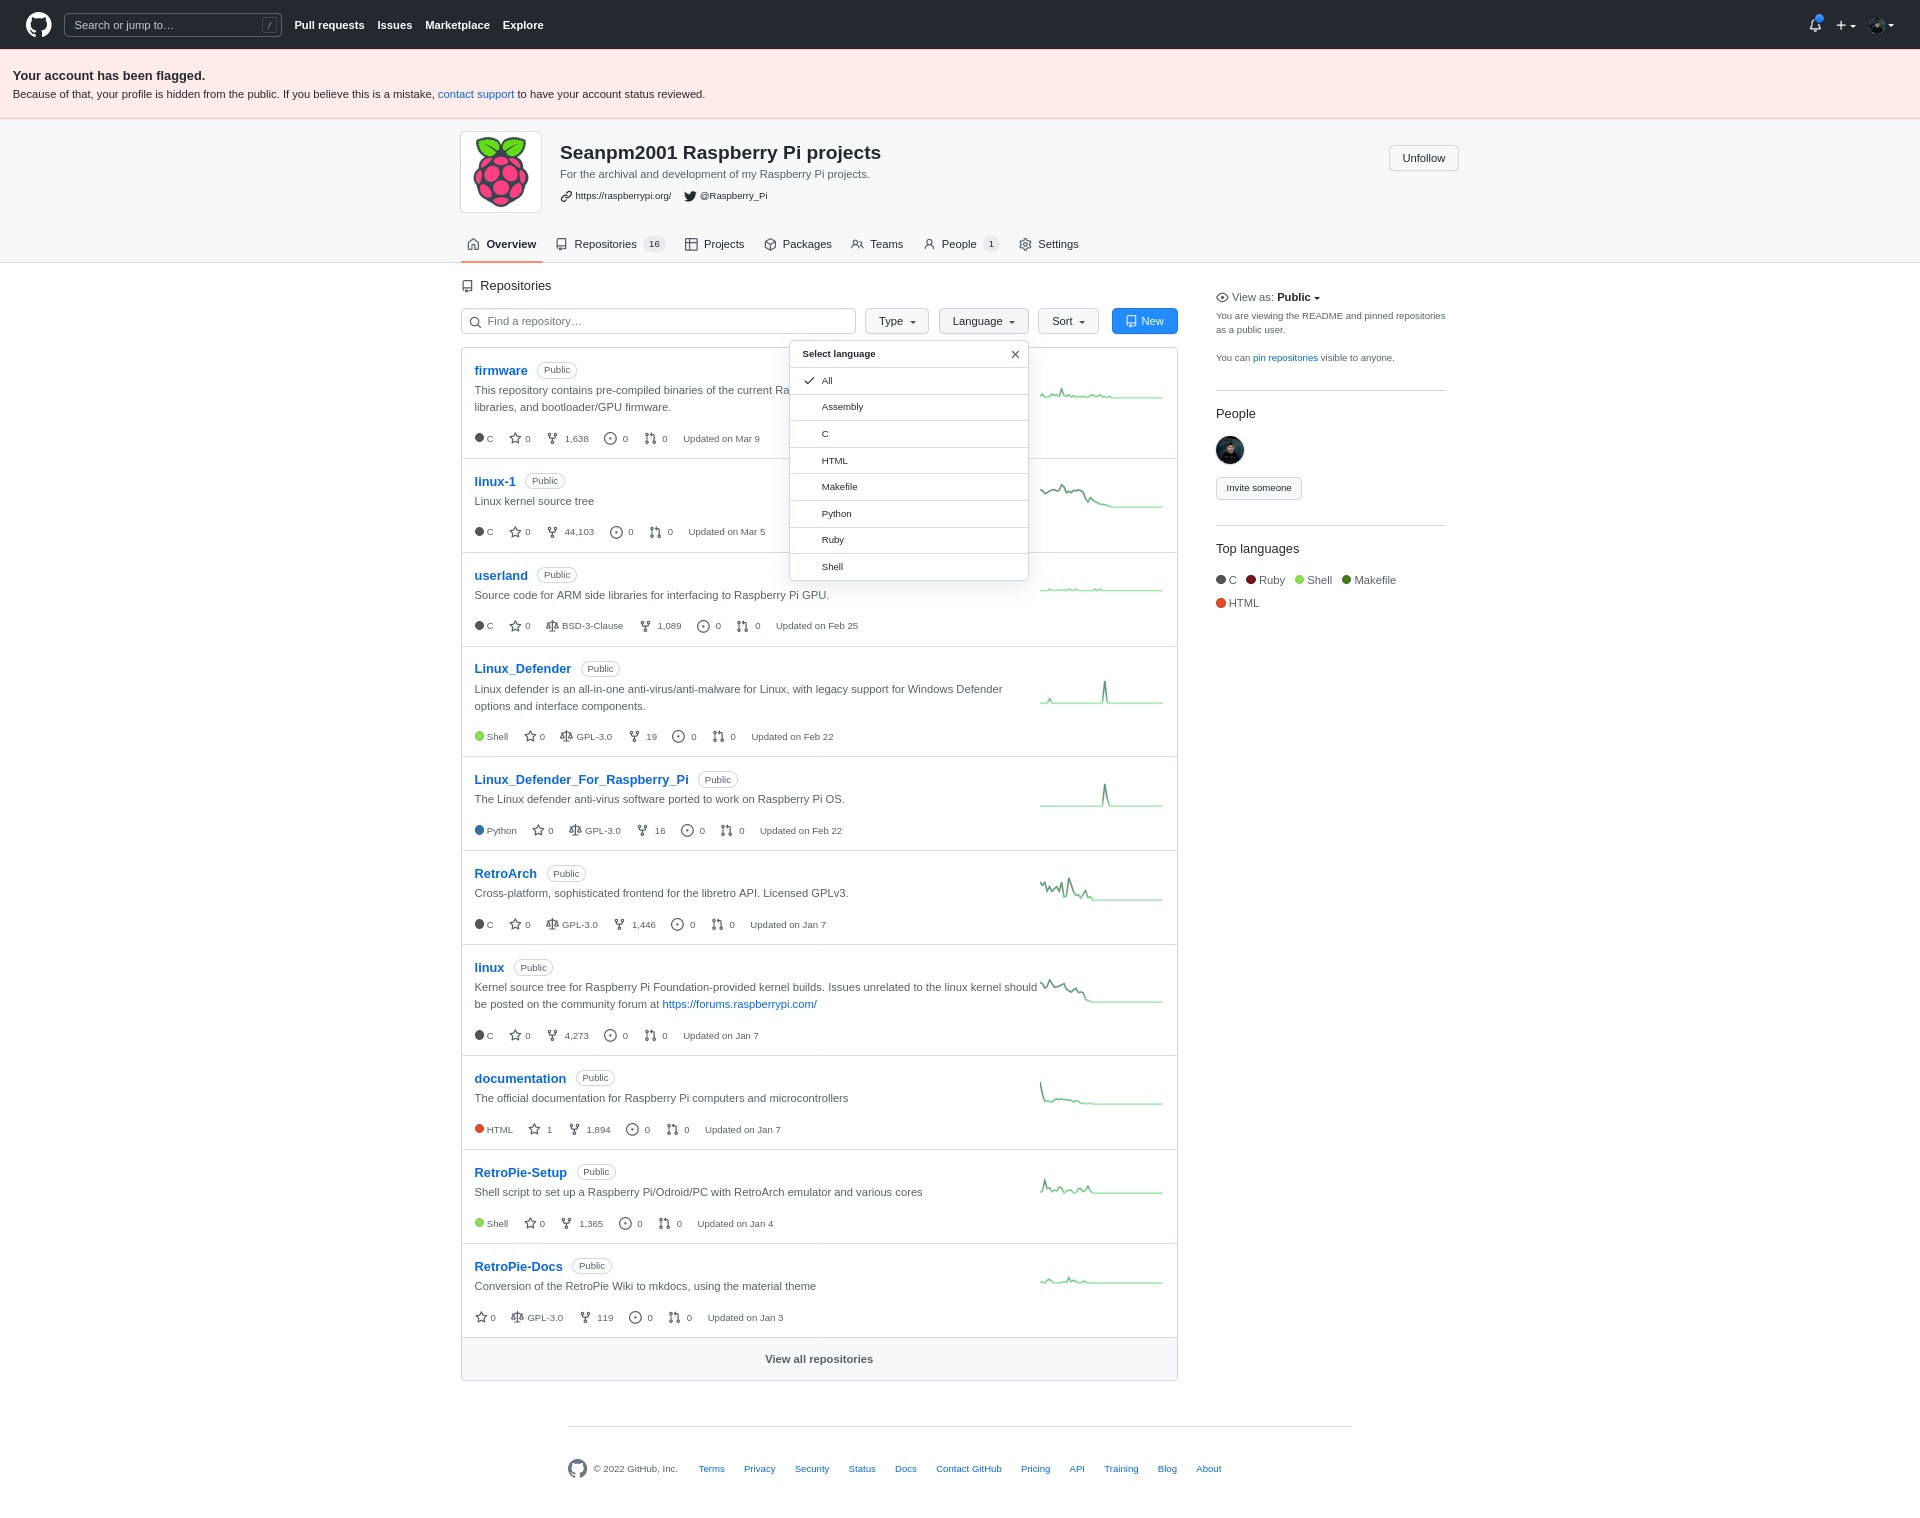 Search or jump to…
/
Pull requests
Issues
Marketplace
Explore
Your account has been flagged.
Because of that, your profile is hidden from the public. If you believe this is a mistake, contact support to have your account status reviewed.
Seanpm2001 Raspberry Pi projects
For the archival and development of my Raspberry Pi projects.
https://raspberrypi.org/ @Raspberry_Pi
Unfollow
Overview
Repositories 16
Projects
Packages
Teams
People 1
Settings
Repositories
Find a repository…
Type
Language
Sort
New
Select language
All
Assembly
C
HTML
Makefile
Python
Ruby
Shell
firmware Public
This repository contains pre-compiled binaries of the current Ra
libraries, and bootloader/GPU firmware.
C 0 1,638 0 0 Updated on Mar 9
linux-1 Public
Linux kernel source tree
C 0 44,103 0 0 Updated on Mar 5
userland Public
Source code for ARM side libraries for interfacing to Raspberry Pi GPU.
C 0 BSD-3-Clause 1,089 0 0 Updated on Feb 25
Linux_Defender Public
Linux defender is an all-in-one anti-virus/anti-malware for Linux, with legacy support for Windows Defender
options and interface components.
Shell 0 GPL-3.0 19 0 0 Updated on Feb 22
Linux_Defender_For_Raspberry_Pi Public
The Linux defender anti-virus software ported to work on Raspberry Pi OS.
Python 0 GPL-3.0 16 0 0 Updated on Feb 22
RetroArch Public
Cross-platform, sophisticated frontend for the libretro API. Licensed GPLv3.
C 0 GPL-3.0 1,446 0 0 Updated on Jan 7
linux Public
Kernel source tree for Raspberry Pi Foundation-provided kernel builds. Issues unrelated to the linux kernel should
be posted on the community forum at https://forums.raspberrypi.com/
C 0 4,273 0 0 Updated on Jan 7
documentation Public
The official documentation for Raspberry Pi computers and microcontrollers
HTML 1 1,894 0 0 Updated on Jan 7
RetroPie-Setup Public
Shell script to set up a Raspberry Pi/Odroid/PC with RetroArch emulator and various cores
Shell 0 1,365 0 0 Updated on Jan 4
RetroPie-Docs Public
Conversion of the RetroPie Wiki to mkdocs, using the material theme
0 GPL-3.0 119 0 0 Updated on Jan 3
View all repositories
View as: Public
You are viewing the README and pinned repositories
as a public user.
You can pin repositories visible to anyone.
People
Invite someone
Top languages
C Ruby Shell Makefile
HTML
© 2022 GitHub, Inc.
Terms
Privacy
Security
Status
Docs
Contact GitHub
Pricing
API
Training
Blog
About